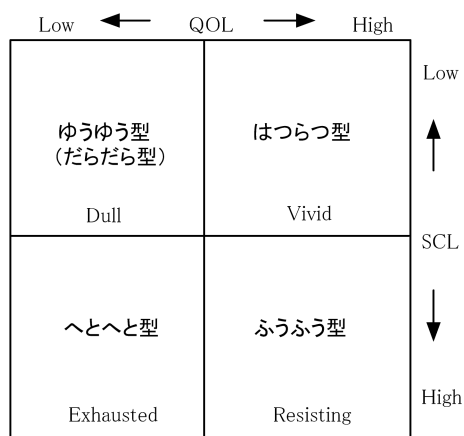 Low QOL High
Low
ゆうゆう型
（だらだら型）
Dull
はつらつ型
Vivid
SCL
へとへと型
Exhausted
ふうふう型
Resisting
High